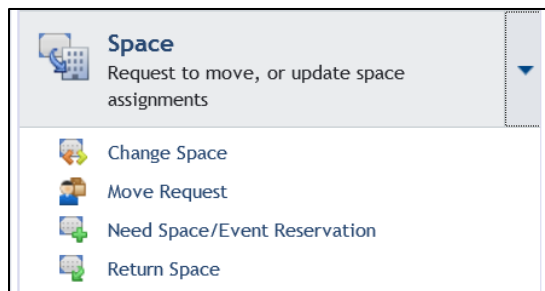 Space
Request to move, or update space
assignments
Change Space
Move Request
Need Space/Event Reservation
Return Space